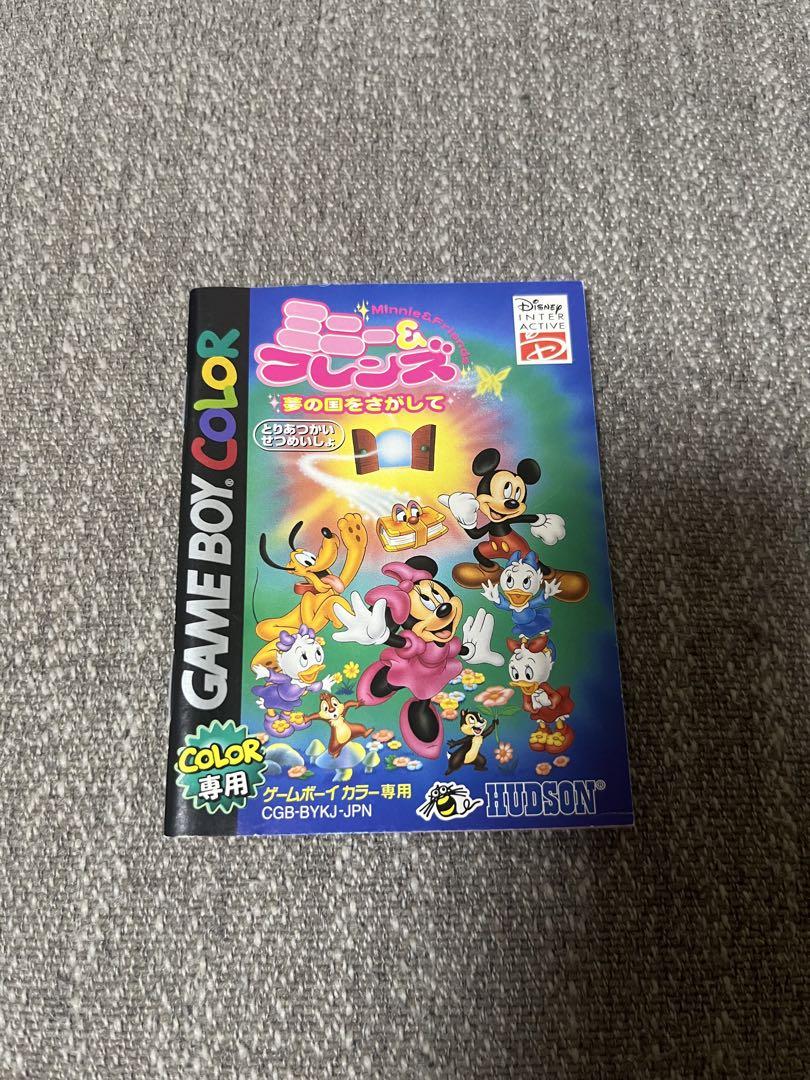 GAME BOY® COLOR
Minnie&Friends
ミニー&
フレンズ
夢の国をさがして
とりあつかい
せつめいしょ
DISNEY
INTER
ACTIVE
COLOR
専用
ゲームボーイ カラー専用
CGB-BYKJ-JPN
HUDSON®